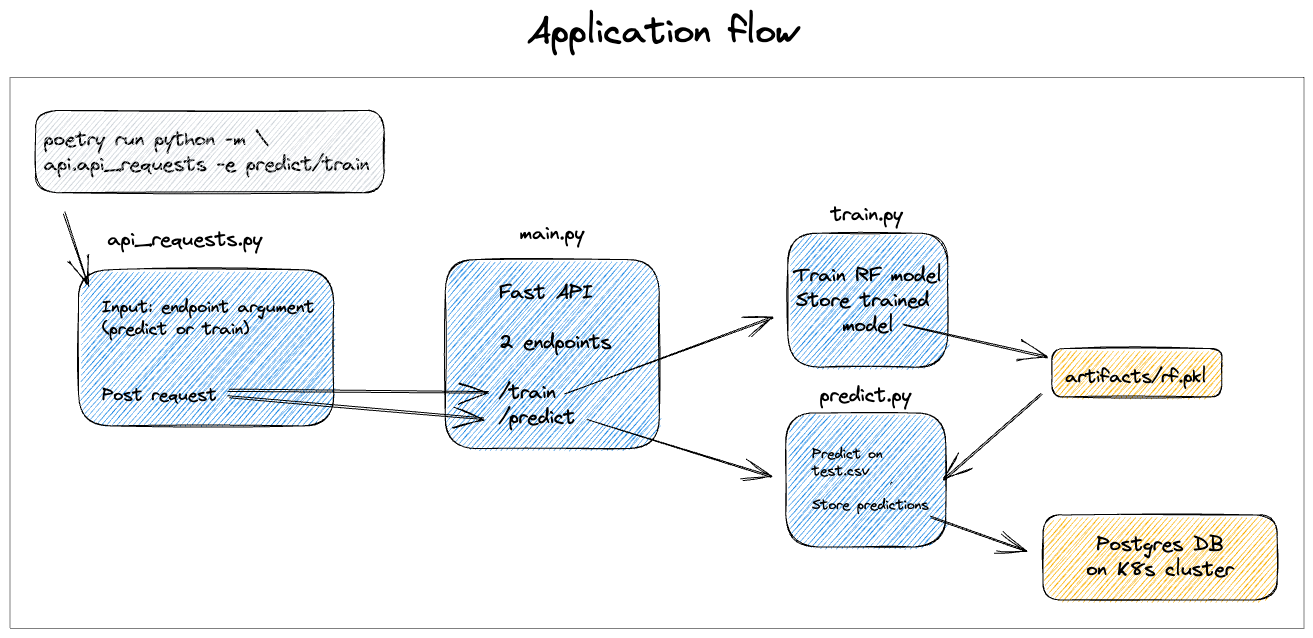 Application flow
poetry run python -m \
api.api_requests -e predict/train
api_requests.py
Input: endpoint argument
(predict or train)
Post request
main.py
Fast API
2 endpoints
/train
/predict
train.py
Train RF model
Store trained
model
artifacts/rf.pkl
predict.py
Predict on
test.csv
Store predictions
Postgres DB
on K8s cluster